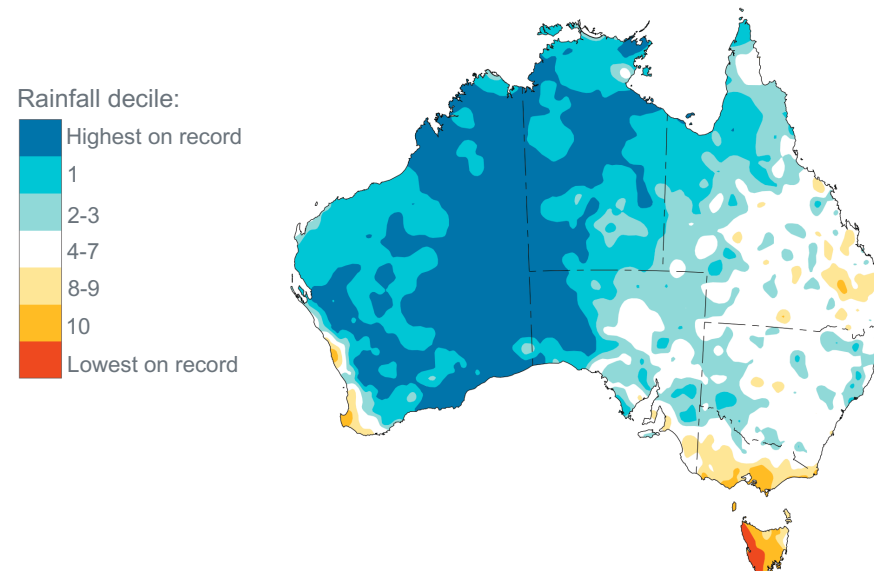 Rainfall decile:
Highest on record
1
2-3
4-7
8-9
10
Lowest on record